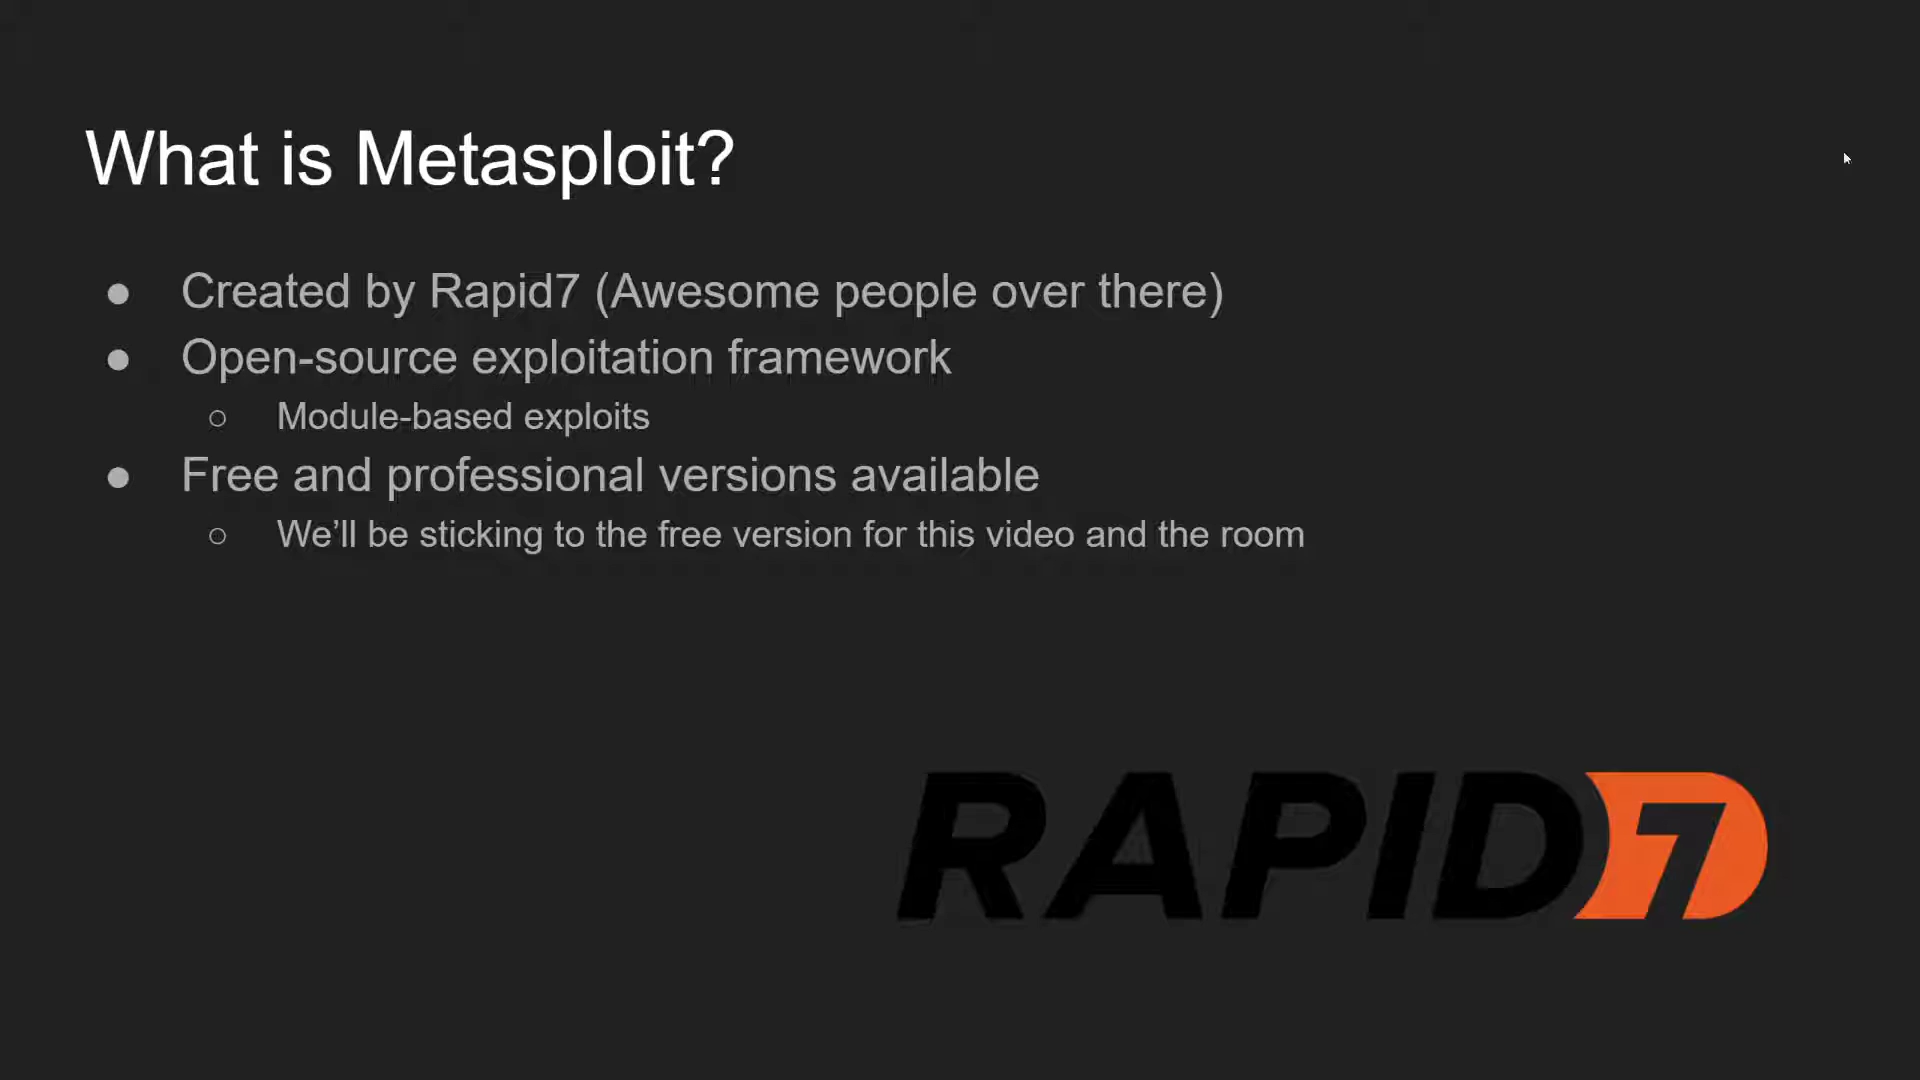 What is Metasploit?
● Created by Rapid7 (Awesome people over there)
● Open-source exploitation framework
○ Module-based exploits
● Free and professional versions available
○ We’ll be sticking to the free version for this video and the room
RAPID7